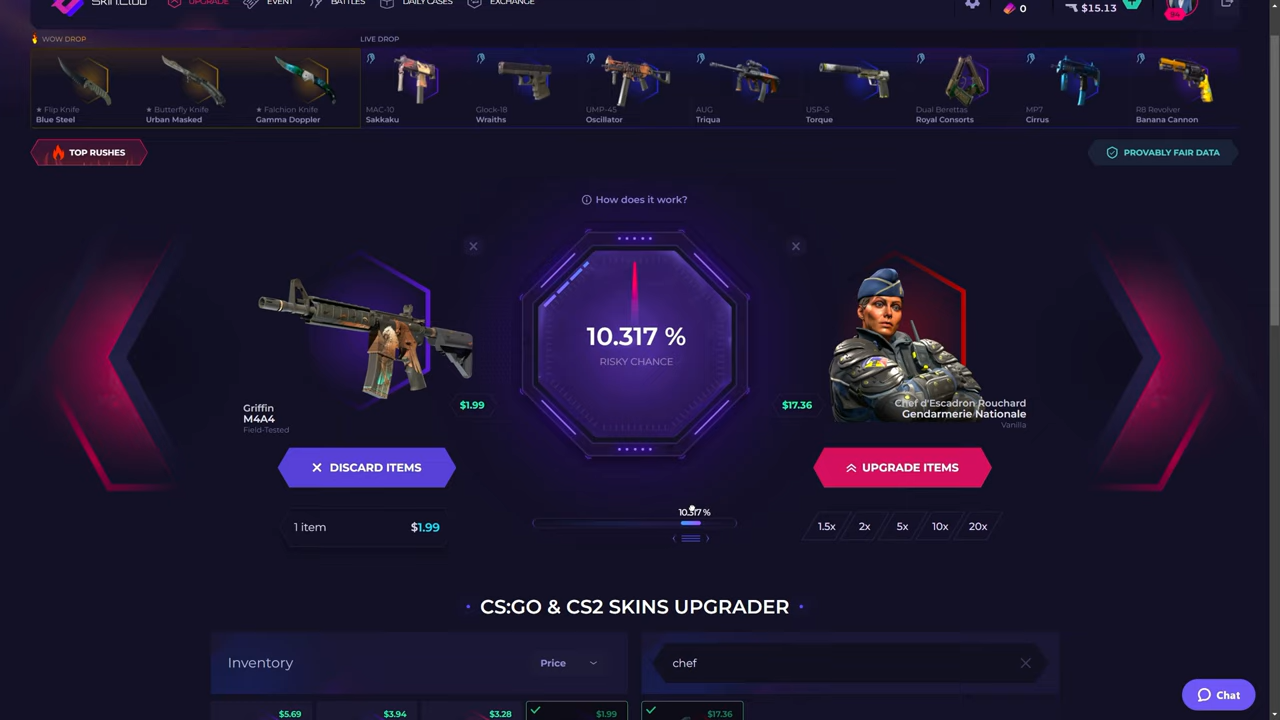 SKIN.CLUB
UPGRADE
EVENT
BATTLES
DAILY CASES
EXCHANGE
0
$15.13
WOW DROP
LIVE DROP
★ Flip Knife
Blue Steel
★ Butterfly Knife
Urban Masked
★ Falchion Knife
Gamma Doppler
MAC-10
Sakkaku
Glock-18
Wraiths
UMP-45
Oscillator
AUG
Triqua
USP-S
Torque
Dual Berettas
Royal Consorts
MP7
Cirrus
R8 Revolver
Banana Cannon
TOP RUSHES
PROVABLY FAIR DATA
How does it work?
10.317 %
RISKY CHANCE
Griffin
M4A4
Field-Tested
$1.99
$17.36
Chef d'Escadron Rouchard
Gendarmerie Nationale
Vanilla
DISCARD ITEMS
UPGRADE ITEMS
1 item
$1.99
10.317 %
1.5x
2x
5x
10x
20x
CS:GO & CS2 SKINS UPGRADER
Inventory
Price
chef
$5.69
$3.94
$3.28
$1.99
$17.36
Chat